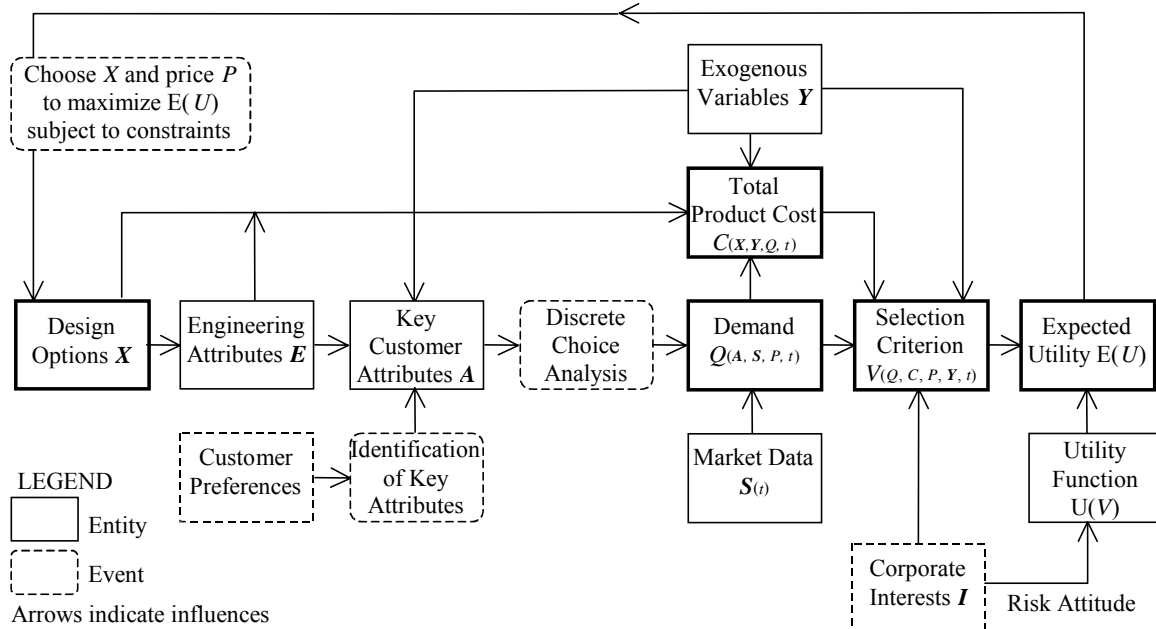 Choose X and price P
to maximize E(U)
subject to constraints
Exogenous
Variables Y
Total
Product Cost
C(X,Y,Q, t)
Design
Options X
Engineering
Attributes E
Key
Customer
Attributes A
Discrete
Choice
Analysis
Demand
Q(A, S, P, t)
Selection
Criterion
V(Q, C, P, Y, t)
Expected
Utility E(U)
Customer
Preferences
Identification
of Key
Attributes
Market Data
S(t)
Utility
Function
U(V)
LEGEND
Entity
Event
Arrows indicate influences
Corporate
Interests I
Risk Attitude